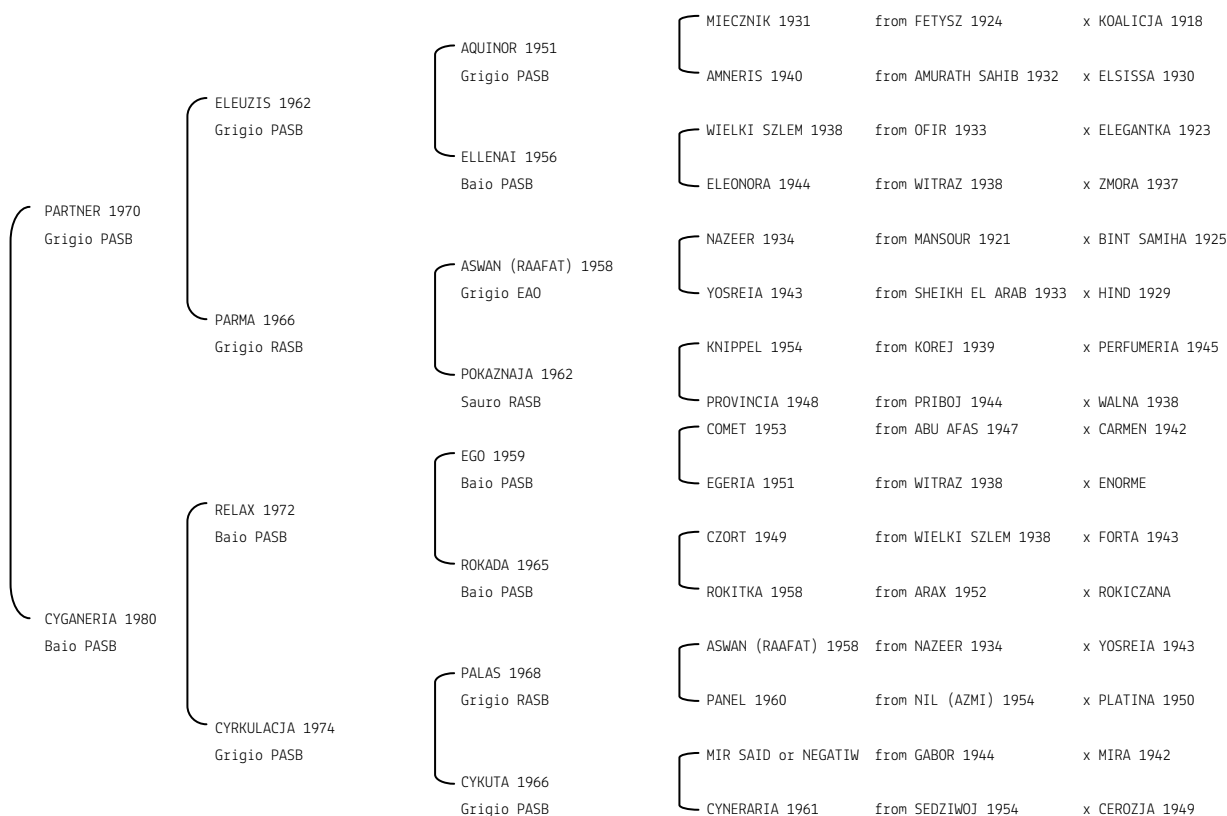 MIECZNIK 1931 from FETYSZ 1924 x KOALICJA 1918
AQUINOR 1951
Grigio PASB
AMNERIS 1940 from AMURATH SAHIB 1932 x ELSISSA 1930
ELEUZIS 1962
Grigio PASB
WIELKI SZLEM 1938 from OFIR 1933 x ELEGANTKA 1923
ELLENAI 1956
Baio PASB
ELEONORA 1944 from WITRAZ 1938 x ZMORA 1937
PARTNER 1970
Grigio PASB
NAZEER 1934 from MANSOUR 1921 x BINT SAMIHA 1925
ASWAN (RAAFAT) 1958
Grigio EAO
YOSREIA 1943 from SHEIKH EL ARAB 1933 x HIND 1929
PARMA 1966
Grigio RASB
KNIPPEL 1954 from KOREJ 1939 x PERFUMERIA 1945
POKAZNAJA 1962
Sauro RASB
PROVINCIA 1948 from PRIBOJ 1944 x WALNA 1938
COMET 1953 from ABU AFAS 1947 x CARMEN 1942
EGO 1959
Baio PASB
EGERIA 1951 from WITRAZ 1938 x ENORME
RELAX 1972
Baio PASB
CZORT 1949 from WIELKI SZLEM 1938 x FORTA 1943
ROKADA 1965
Baio PASB
ROKITKA 1958 from ARAX 1952 x ROKICZANA
CYGANERIA 1980
Baio PASB
ASWAN (RAAFAT) 1958 from NAZEER 1934 x YOSREIA 1943
PALAS 1968
Grigio RASB
PANEL 1960 from NIL (AZMI) 1954 x PLATINA 1950
CYRKULACJA 1974
Grigio PASB
MIR SAID or NEGATIW from GABOR 1944 x MIRA 1942
CYKUTA 1966
Grigio PASB
CYNERARIA 1961 from SEDZIWOJ 1954 x CEROZJA 1949